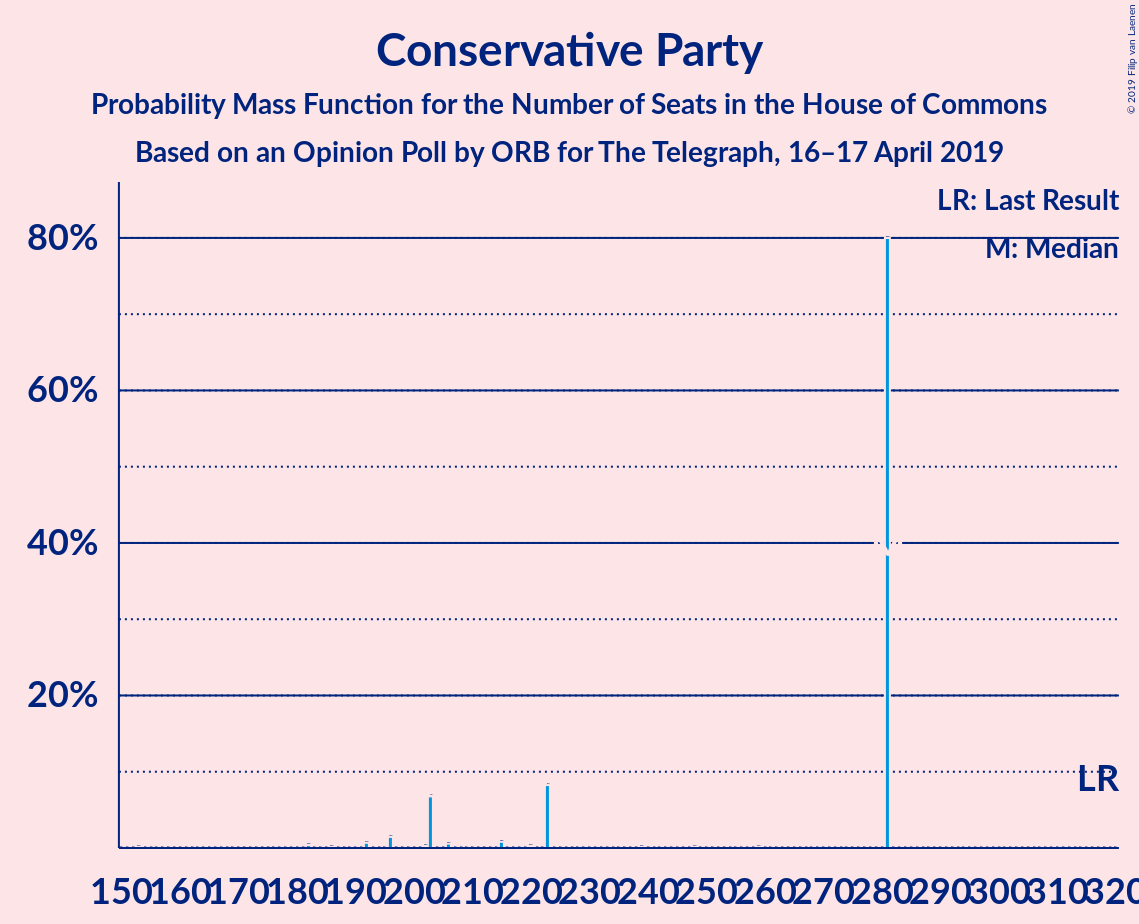 Conservative Party
Probability Mass Function for the Number of Seats in the House of Commons
Based on an Opinion Poll by ORB for The Telegraph, 16–17 April 2019
© 2019 Filip van Laenen
LR: Last Result
M: Median
80%
60%
40%
20%
LR
150 160 170 180 190 200 210 220 230 240 250 260 270 280 290 300 310 320